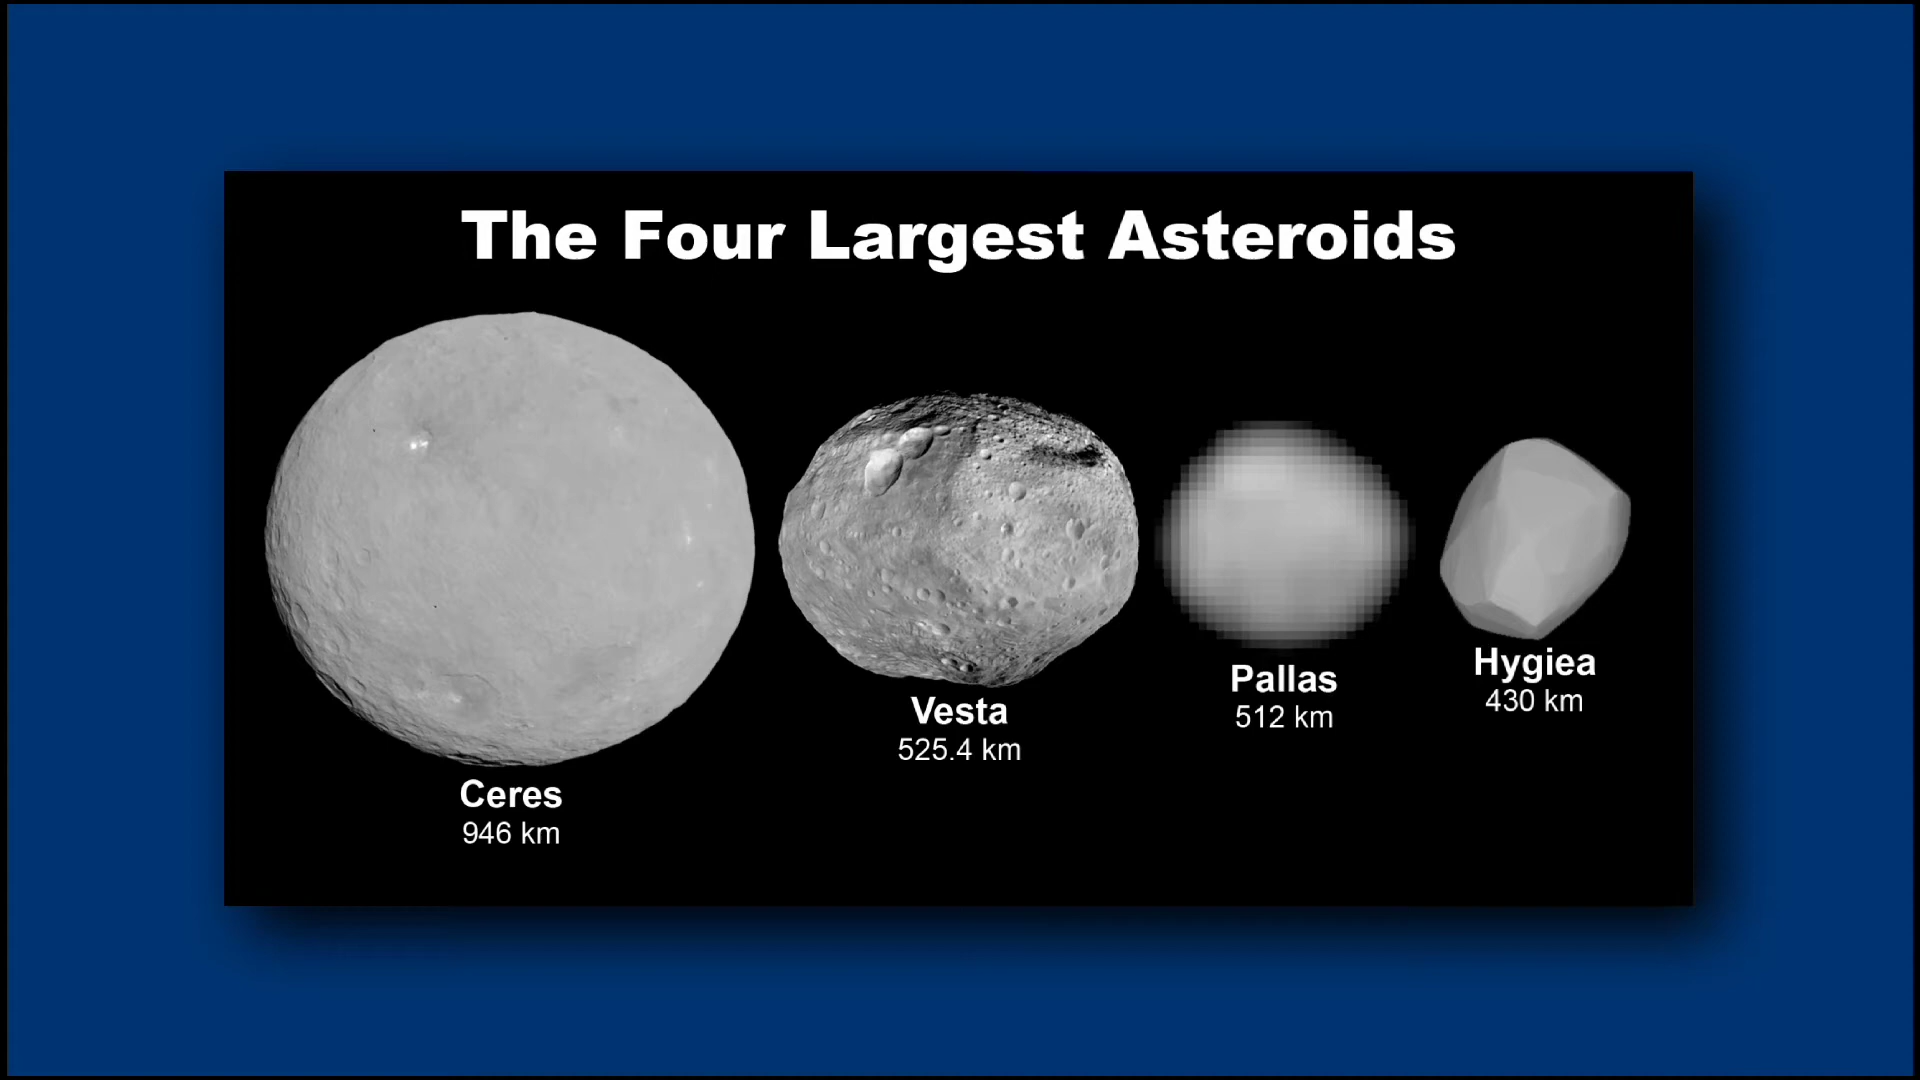 The Four Largest Asteroids
Ceres
946 km
Vesta
525.4 km
Pallas
512 km
Hygiea
430 km